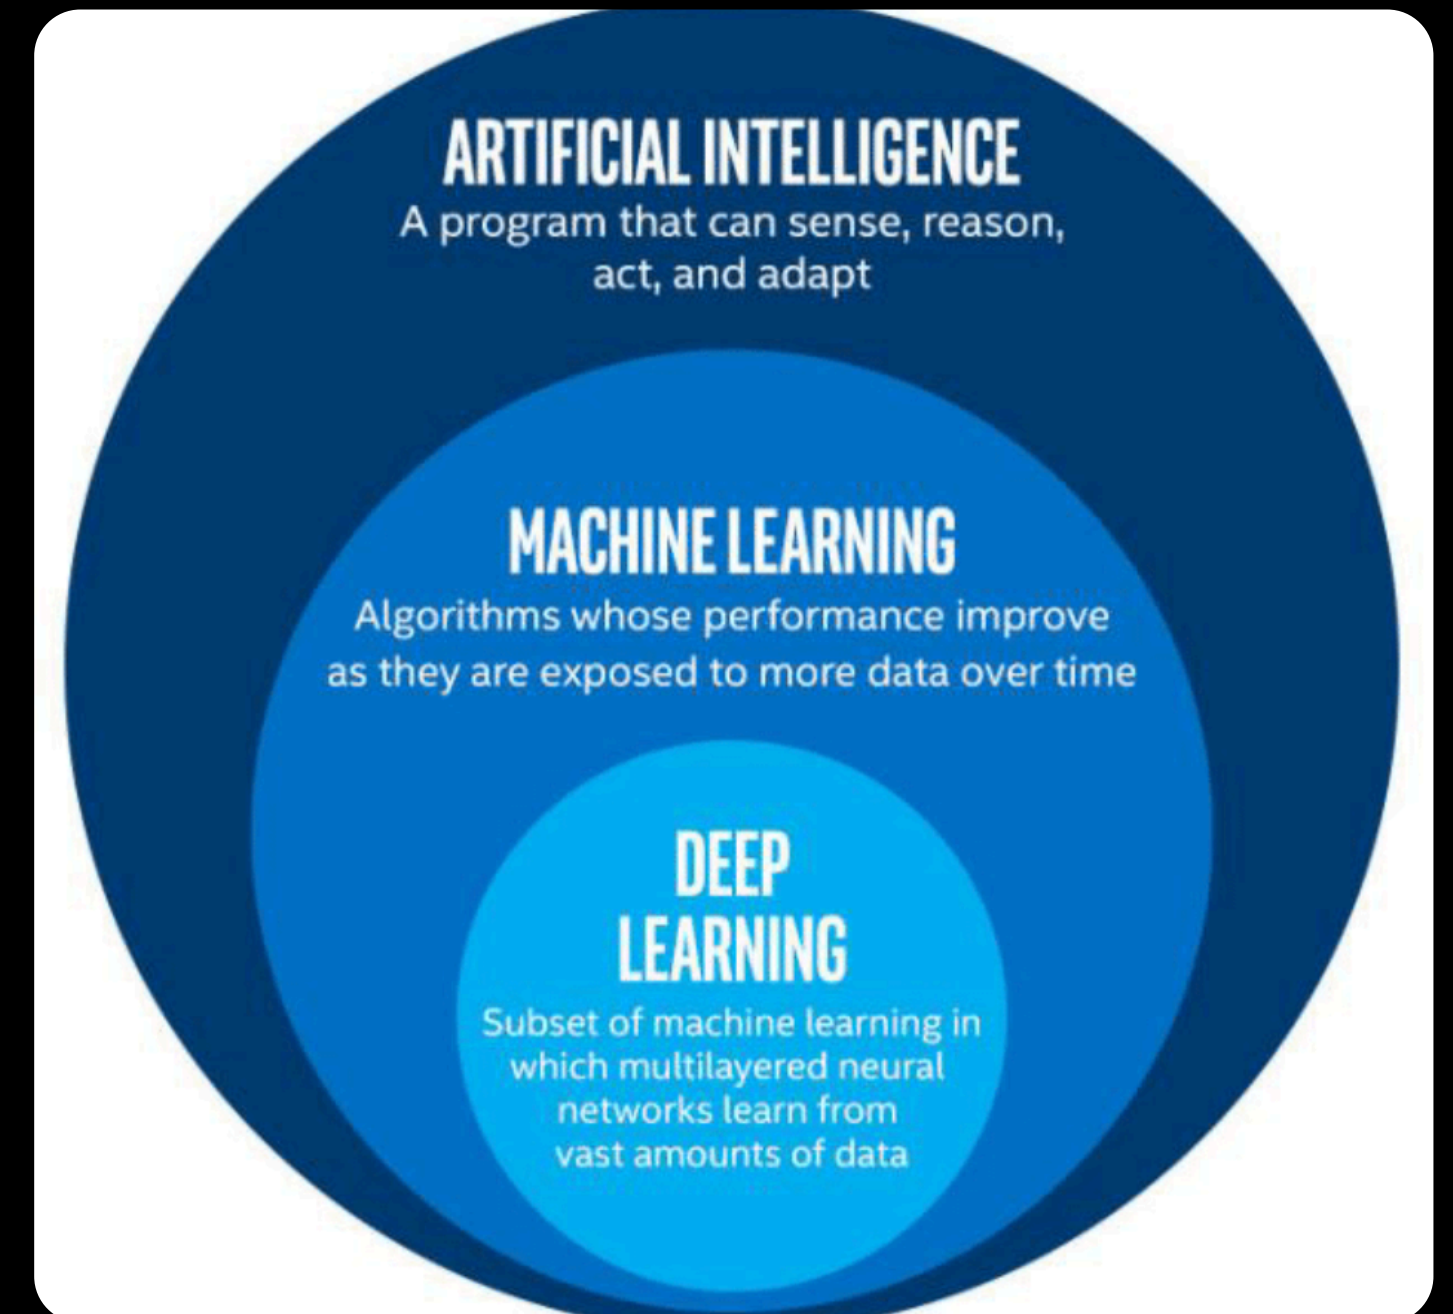 ARTIFICIAL INTELLIGENCE
A program that can sense, reason,
act, and adapt
MACHINE LEARNING
Algorithms whose performance improve
as they are exposed to more data over time
DEEP
LEARNING
Subset of machine learning in
which multilayered neural
networks learn from
vast amounts of data